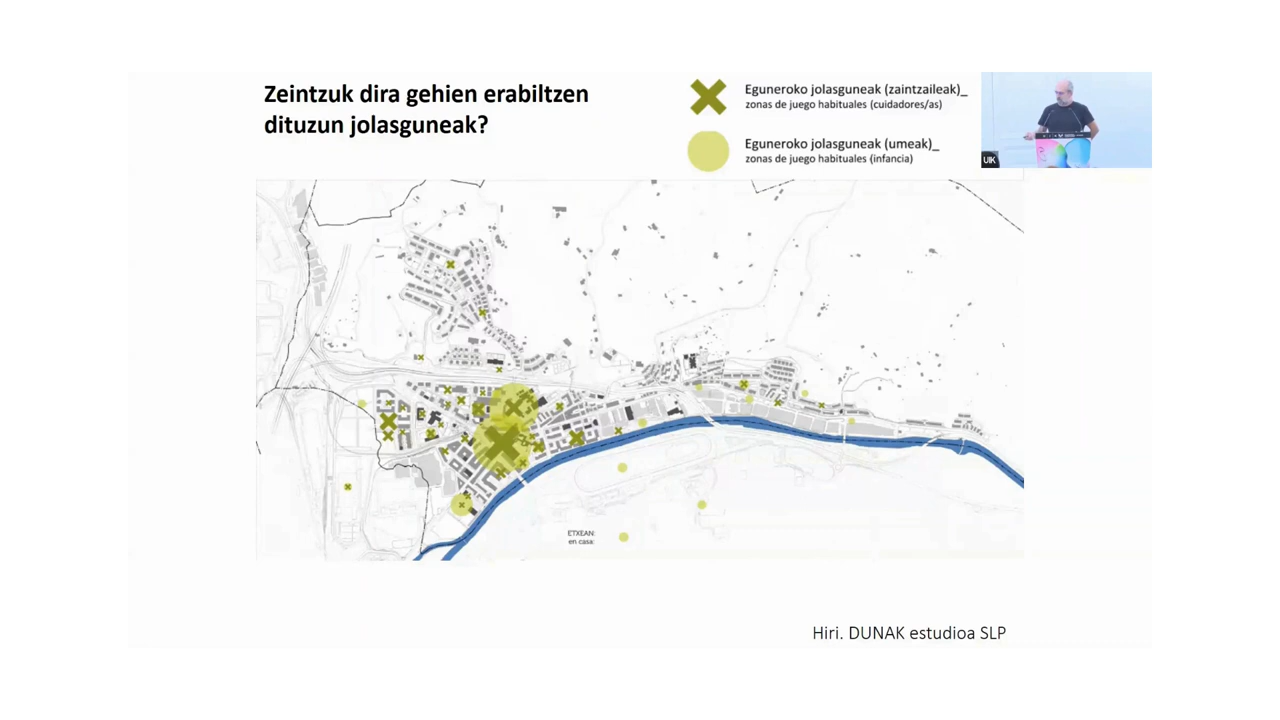 Zeintzuk dira gehien erabiltzen
dituzun jolasguneak?
Eguneroko jolasguneak (zaintzaileak)_
zonas de juego habituales (cuidadores/as)
Eguneroko jolasguneak (umeak)_
zonas de juego habituales (infancia)
UIK
ETXEAN:
en casa:
Hiri. DUNAK estudioa SLP